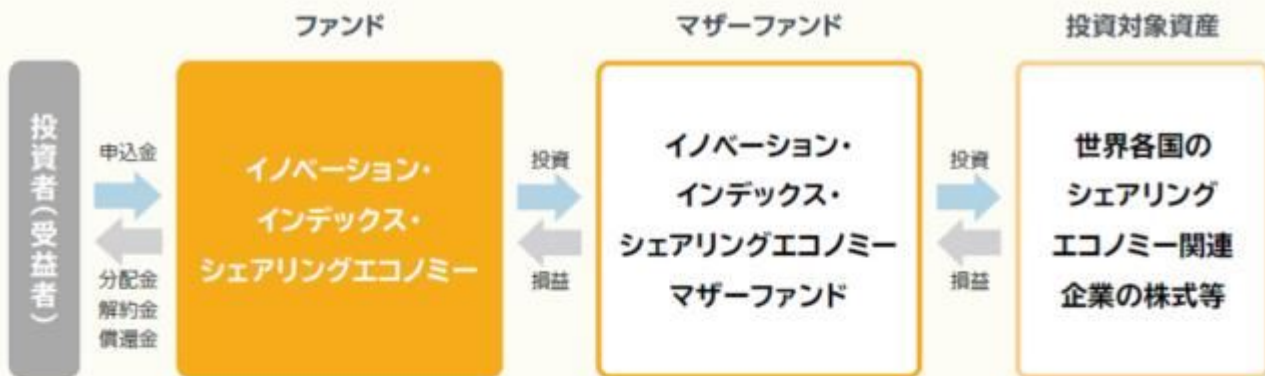 ファンド
マザーファンド
投資対象資産
投資者(受益者)
申込金
分配金
解約金
償還金
イノベーション・
インデックス・
シェアリングエコノミー
投資
損益
イノベーション・
インデックス・
シェアリングエコノミー
マザーファンド
投資
損益
世界各国の
シェアリング
エコノミー関連
企業の株式等